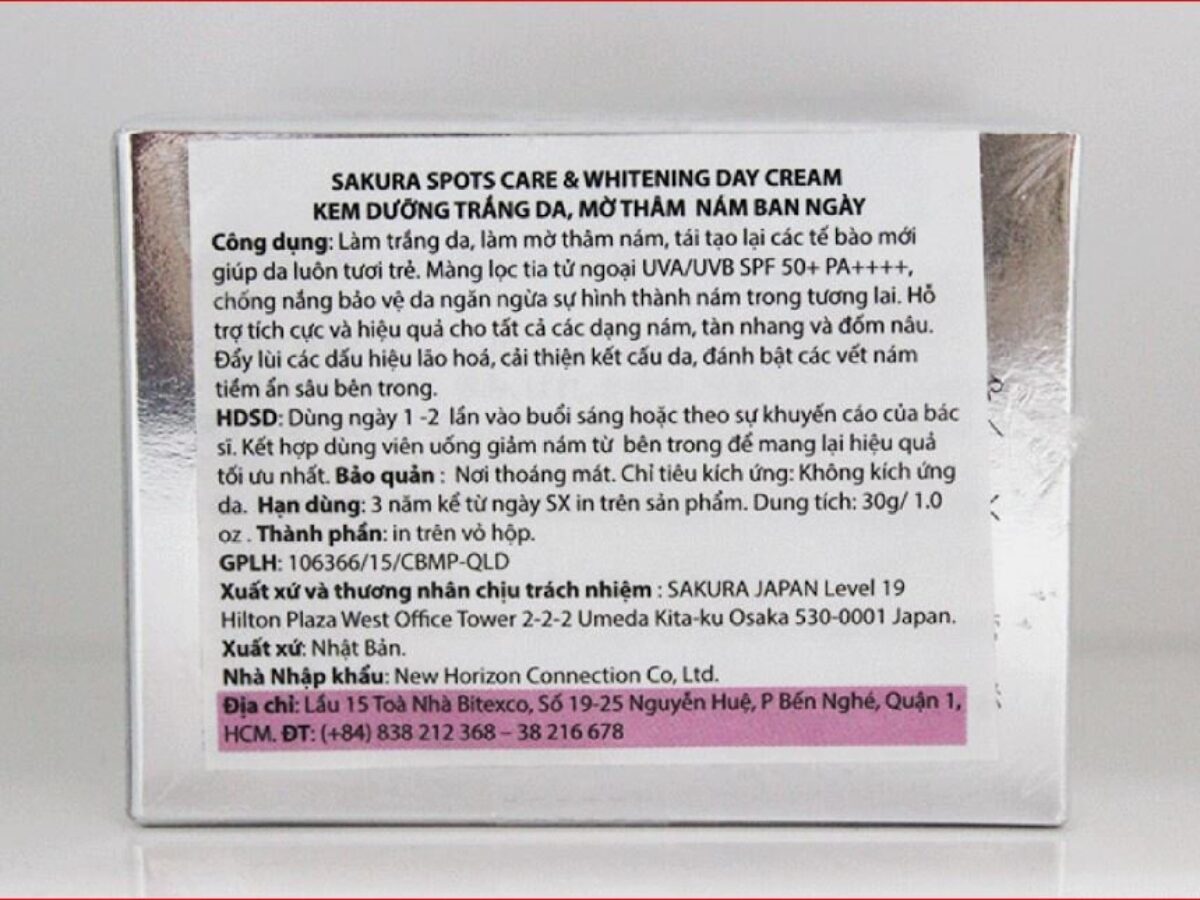 SAKURA SPOTS CARE & WHITENING DAY CREAM
KEM DƯỠNG TRẮNG DA, MỜ THÂM NÁM BAN NGÀY
Công dụng: Làm trắng da, làm mờ thâm nám, tái tạo lại các tế bào mới
giúp da luôn tươi trẻ. Màng lọc tia tử ngoại UVA/UVB SPF 50+ PA++++,
chống nắng bảo vệ da ngăn ngừa sự hình thành nám trong tương lai. Hỗ
trợ tích cực và hiệu quả cho tất cả các dạng nám, tàn nhang và đốm nâu.
Đẩy lùi các dấu hiệu lão hoá, cải thiện kết cấu da, đánh bật các vết nám
tiềm ẩn sâu bên trong.
HDSD: Dùng ngày 1 -2 lần vào buổi sáng hoặc theo sự khuyến cáo của bác
sĩ. Kết hợp dùng viên uống giảm nám từ bên trong để mang lại hiệu quả
tối ưu nhất. Bảo quản : Nơi thoáng mát. Chỉ tiêu kích ứng: Không kích ứng
da. Hạn dùng: 3 năm kể từ ngày SX in trên sản phẩm. Dung tích: 30g/ 1.0
oz . Thành phần: in trên vỏ hộp.
GPLH: 106366/15/CBMP-QLD
Xuất xứ và thương nhân chịu trách nhiệm : SAKURA JAPAN Level 19
Hilton Plaza West Office Tower 2-2-2 Umeda Kita-ku Osaka 530-0001 Japan.
Xuất xứ: Nhật Bản.
Nhà Nhập khẩu: New Horizon Connection Co, Ltd.
Địa chỉ: Lầu 15 Toà Nhà Bitexco, Số 19-25 Nguyễn Huệ, P Bến Nghé, Quận 1,
HCM. ĐT: (+84) 838 212 368 – 38 216 678